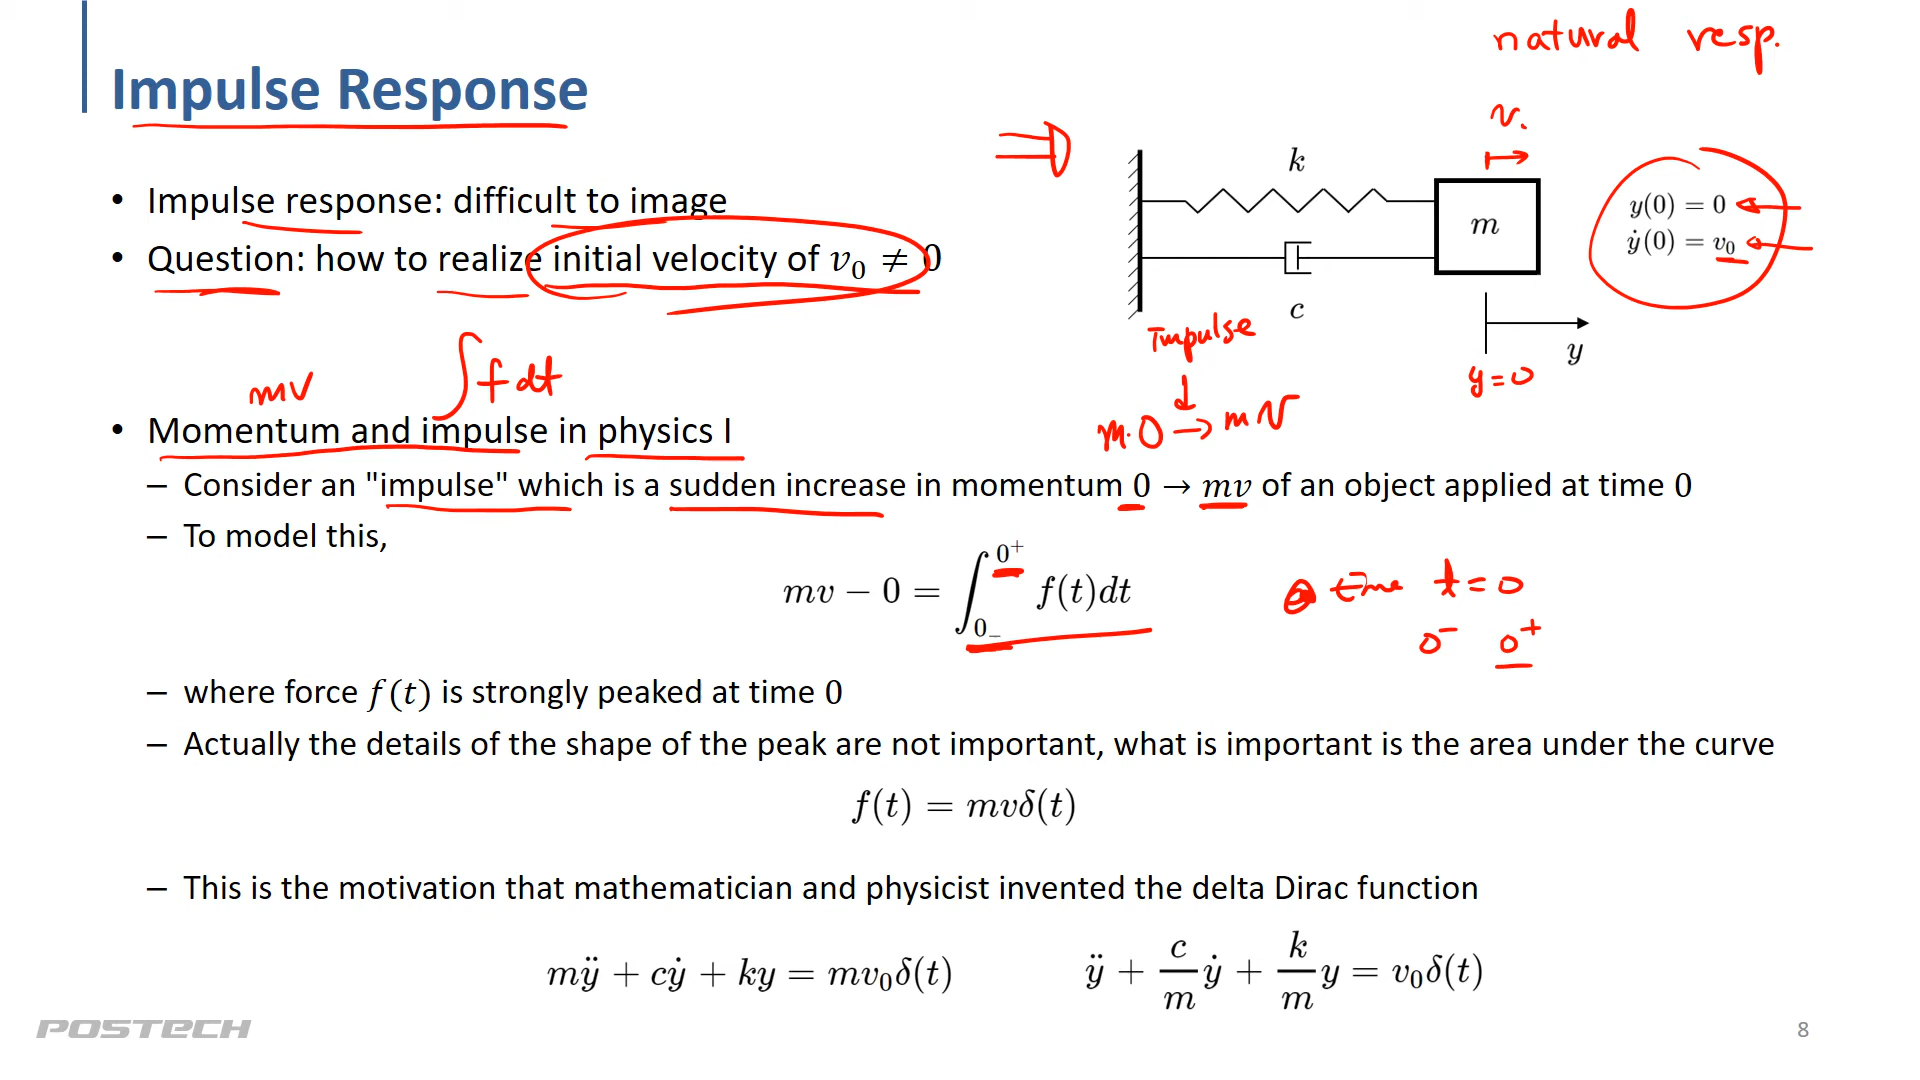 natural resp.
Impulse Response
v.
k
• Impulse response: difficult to image
m
y(0) = 0
ẏ(0) = v₀
• Question: how to realize initial velocity of v₀ ≠ 0
c
Impulse
y
y = 0
mv ∫ f dt
m·0 → mv
• Momentum and impulse in physics I
– Consider an "impulse" which is a sudden increase in momentum 0 → mv of an object applied at time 0
– To model this,
mv − 0 = ∫₀₋^0⁺ f(t)dt
time t = 0
0⁻ 0⁺
– where force f(t) is strongly peaked at time 0
– Actually the details of the shape of the peak are not important, what is important is the area under the curve
f(t) = mvδ(t)
– This is the motivation that mathematician and physicist invented the delta Dirac function
mÿ + cẏ + ky = mv₀δ(t) ÿ + c/m ẏ + k/m y = v₀δ(t)
POSTECH
8